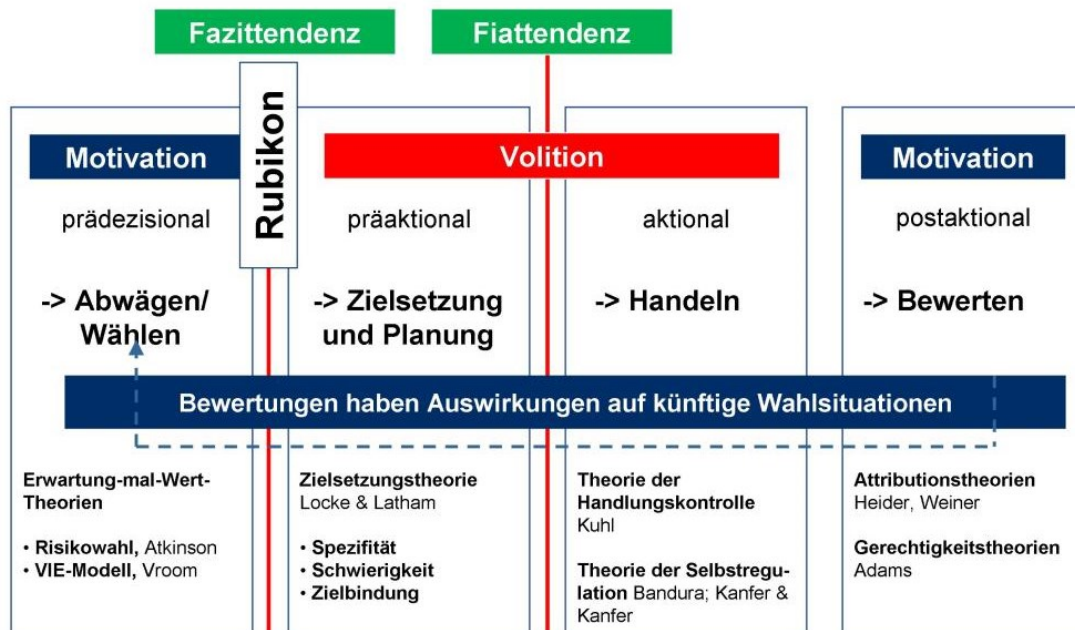 Fazittendenz
Fiattendenz
Rubikon
Motivation
prädezisional
-> Abwägen/
Wählen
Volition
präaktional
-> Zielsetzung
und Planung
aktional
-> Handeln
Motivation
postaktional
-> Bewerten
Bewertungen haben Auswirkungen auf künftige Wahlsituationen
Erwartung-mal-Wert-
Theorien
• Risikowahl, Atkinson
• VIE-Modell, Vroom
Zielsetzungstheorie
Locke & Latham
• Spezifität
• Schwierigkeit
• Zielbindung
Theorie der
Handlungskontrolle
Kuhl
Theorie der Selbstregu-
lation Bandura; Kanfer &
Kanfer
Attributionstheorien
Heider, Weiner
Gerechtigkeitstheorien
Adams